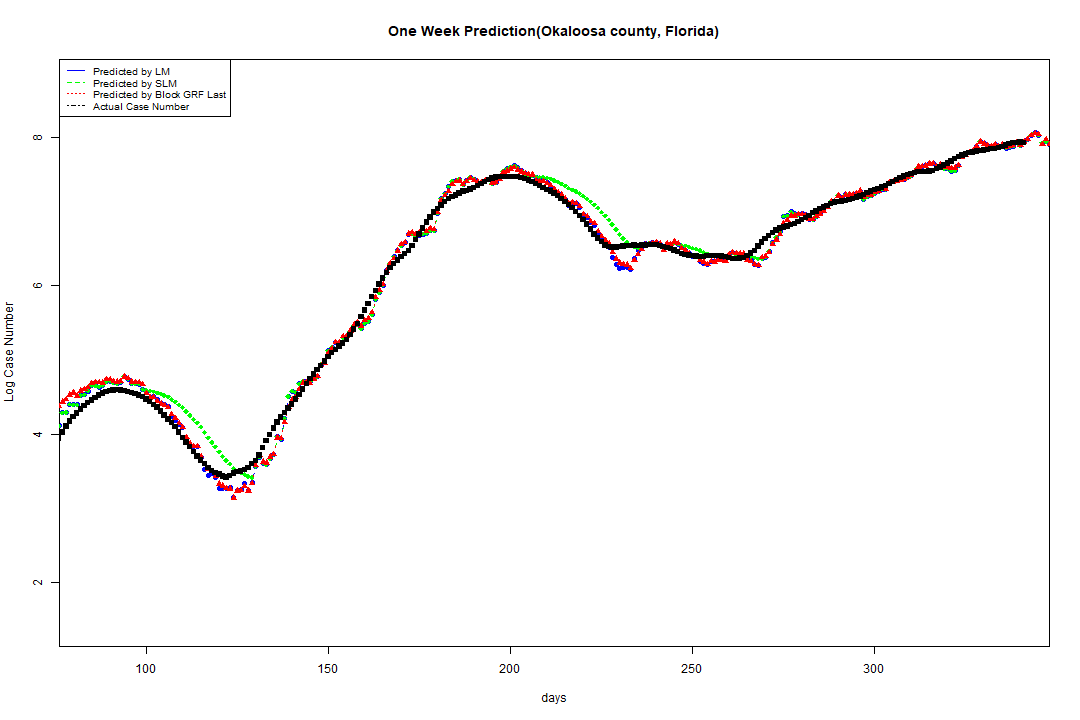 One Week Prediction(Okaloosa county, Florida)
Predicted by LM
Predicted by SLM
Predicted by Block GRF Last
Actual Case Number
8
6
4
2
Log Case Number
100 150 200 250 300
days